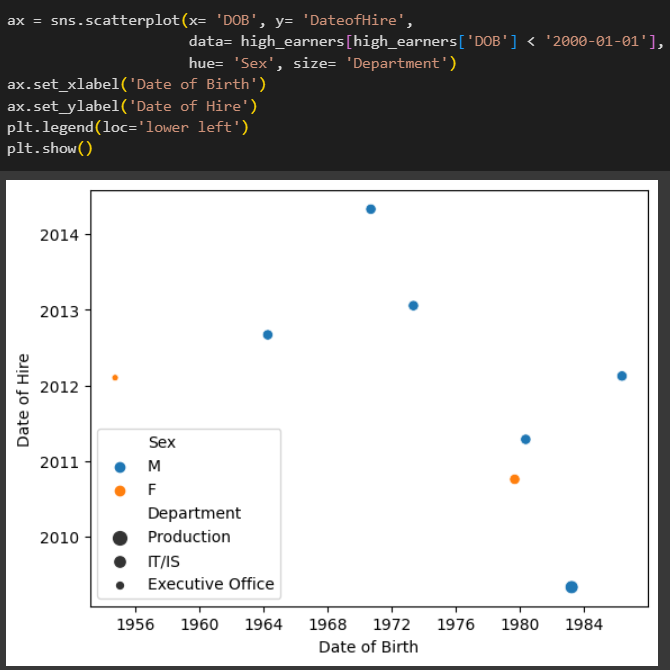 ax = sns.scatterplot(x= 'DOB', y= 'DateofHire',
data= high_earners[high_earners['DOB'] < '2000-01-01'],
hue= 'Sex', size= 'Department')
ax.set_xlabel('Date of Birth')
ax.set_ylabel('Date of Hire')
plt.legend(loc='lower left')
plt.show()
2014
2013
2012
2011
2010
Date of Hire
Sex
M
F
Department
Production
IT/IS
Executive Office
1956 1960 1964 1968 1972 1976 1980 1984
Date of Birth